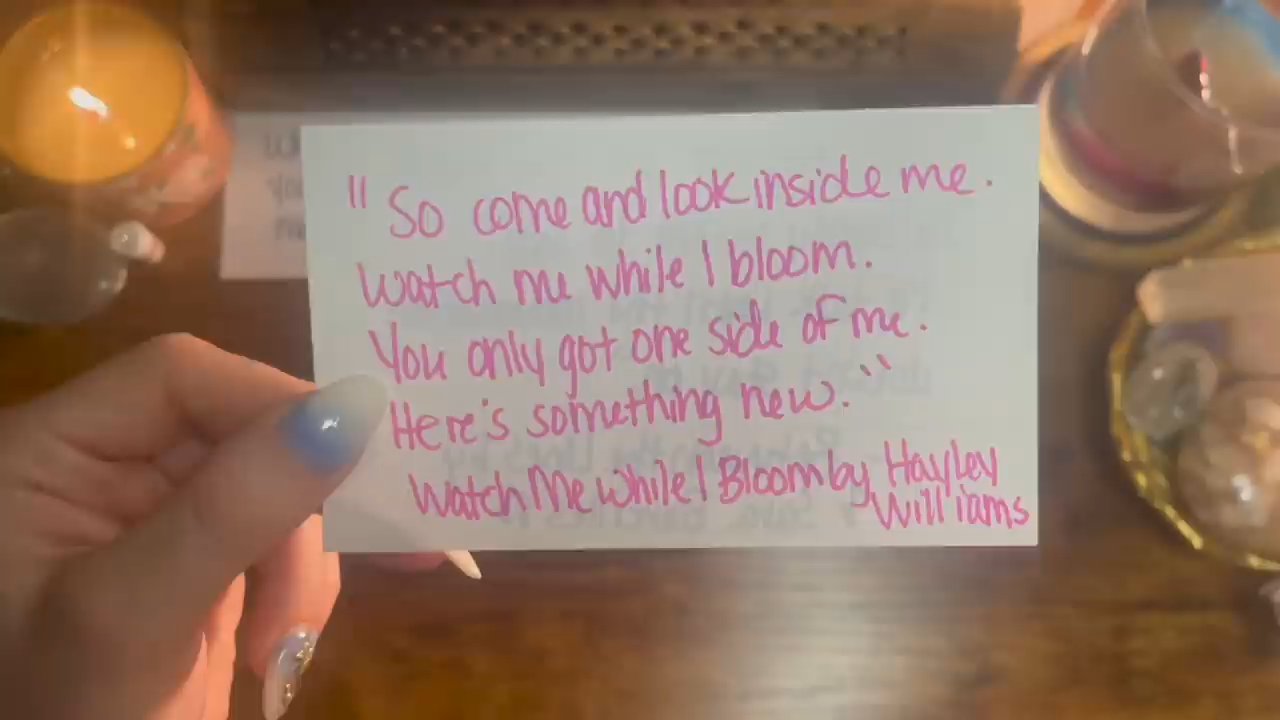 "So come and look inside me.
Watch me while I bloom.
You only got one side of me.
Here's something new."
Watch Me While I Bloom by Hayley
Williams